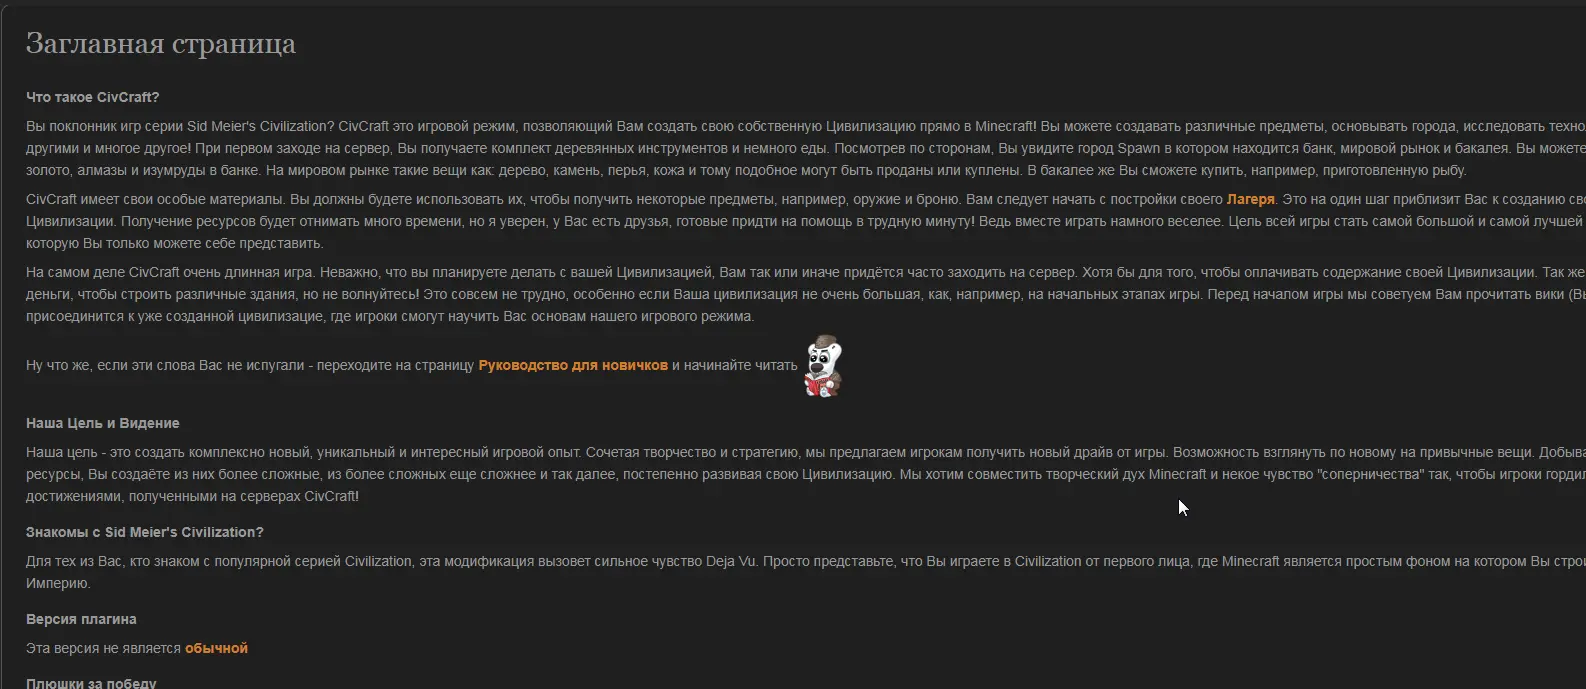 Заглавная страница
Что такое CivCraft?
Вы поклонник игр серии Sid Meier's Civilization? CivCraft это игровой режим, позволяющий Вам создать свою собственную Цивилизацию прямо в Minecraft! Вы можете создавать различные предметы, основывать города, исследовать
другими и многое другое! При первом заходе на сервер, Вы получаете комплект деревянных инструментов и немного еды. Посмотрев по сторонам, Вы увидите город Spawn в котором находится банк, мировой рынок и бакалея. Вы можете
золото, алмазы и изумруды в банке. На мировом рынке такие вещи как: дерево, камень, перья, кожа и тому подобное могут быть проданы или куплены. В бакалее же Вы сможете купить, например, приготовленную рыбу.
CivCraft имеет свои особые материалы. Вы должны будете использовать их, чтобы получить некоторые предметы, например, оружие и броню. Вам следует начать с постройки своего Лагеря. Это на один шаг приблизит Вас к созданию
Цивилизации. Получение ресурсов будет отнимать много времени, но я уверен, у Вас есть друзья, готовые придти на помощь в трудную минуту! Ведь вместе играть намного веселее. Цель всей игры стать самой большой и самой лучшей
которую Вы только можете себе представить.
На самом деле CivCraft очень длинная игра. Неважно, что вы планируете делать с вашей Цивилизацией, Вам так или иначе придётся часто заходить на сервер. Хотя бы для того, чтобы оплачивать содержание своей Цивилизации. Так же
деньги, чтобы строить различные здания, но не волнуйтесь! Это совсем не трудно, особенно если Ваша цивилизация не очень большая, как, например, на начальных этапах игры. Перед началом игры мы советуем Вам прочитать вики
присоединится к уже созданной цивилизацие, где игроки смогут научить Вас основам нашего игрового режима.
Ну что же, если эти слова Вас не испугали - переходите на страницу Руководство для новичков и начинайте читать
Наша Цель и Видение
Наша цель - это создать комплексно новый, уникальный и интересный игровой опыт. Сочетая творчество и стратегию, мы предлагаем игрокам получить новый драйв от игры. Возможность взглянуть по новому на привычные вещи.
ресурсы, Вы создаёте из них более сложные, из более сложных еще сложнее и так далее, постепенно развивая свою Цивилизацию. Мы хотим совместить творческий дух Minecraft и некое чувство "соперничества" так, чтобы игроки
достижениями, полученными на серверах CivCraft!
Знакомы с Sid Meier's Civilization?
Для тех из Вас, кто знаком с популярной серией Civilization, эта модификация вызовет сильное чувство Deja Vu. Просто представьте, что Вы играете в Civilization от первого лица, где Minecraft является простым фоном на котором Вы
Империю.
Версия плагина
Эта версия не является обычной
Плюшки за победу